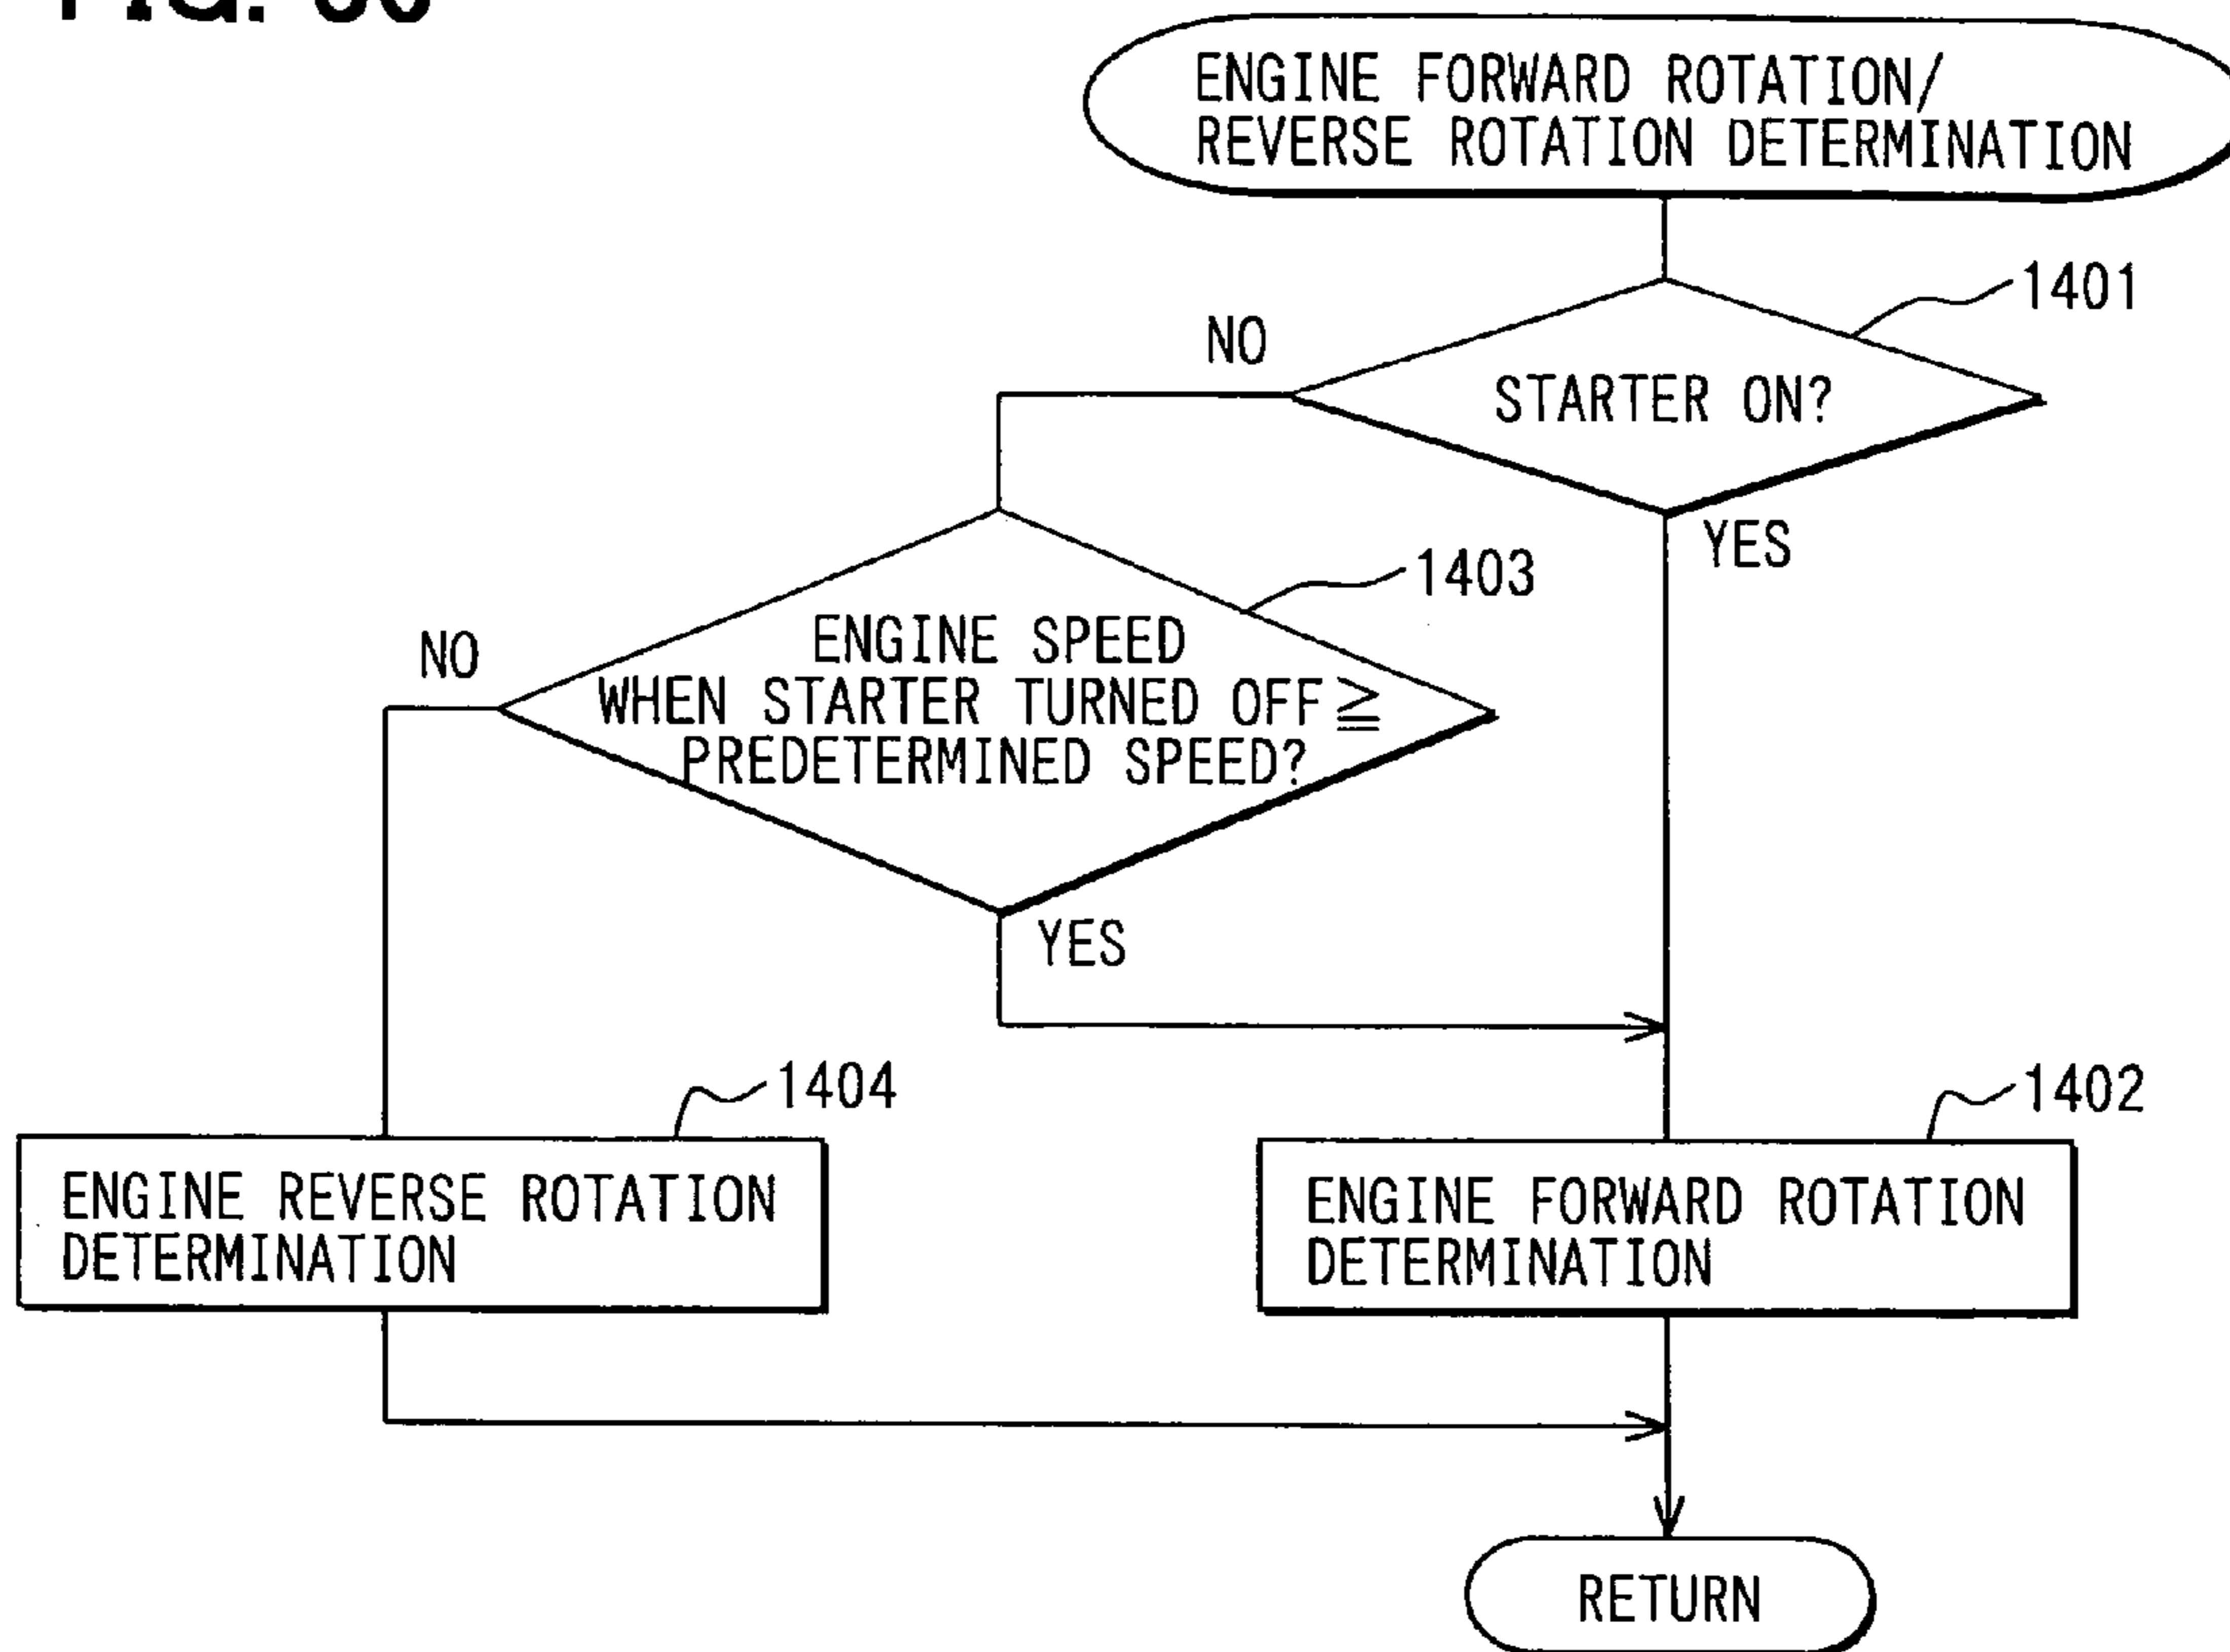 ENGINE FORWARD ROTATION/
REVERSE ROTATION DETERMINATION
1401
NO
STARTER ON?
YES
1403
NO
ENGINE SPEED
WHEN STARTER TURNED OFF ≧
PREDETERMINED SPEED?
YES
1404
1402
ENGINE REVERSE ROTATION
DETERMINATION
ENGINE FORWARD ROTATION
DETERMINATION
RETURN